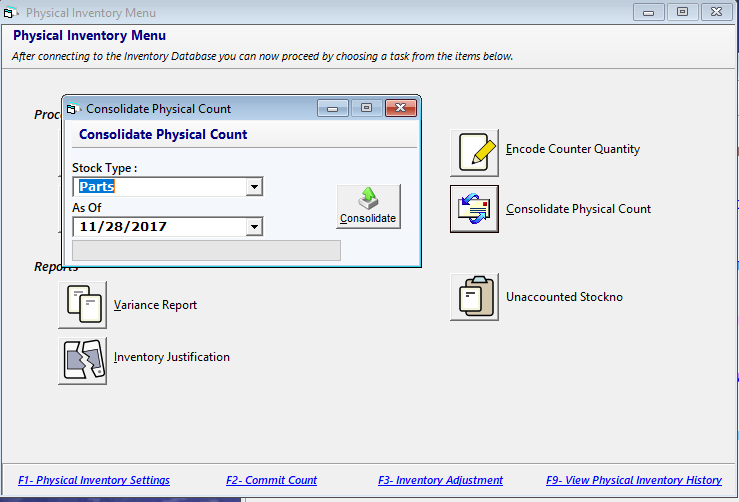 Physical Inventory Menu
Physical Inventory Menu
After connecting to the Inventory Database you can now proceed by choosing a task from the items below.
Consolidate Physical Count
Consolidate Physical Count
Stock Type :
Parts
As Of
11/28/2017
Consolidate
Encode Counter Quantity
Consolidate Physical Count
Reports
Variance Report
Inventory Justification
Unaccounted Stockno
F1- Physical Inventory Settings
F2- Commit Count
F3- Inventory Adjustment
F9- View Physical Inventory History